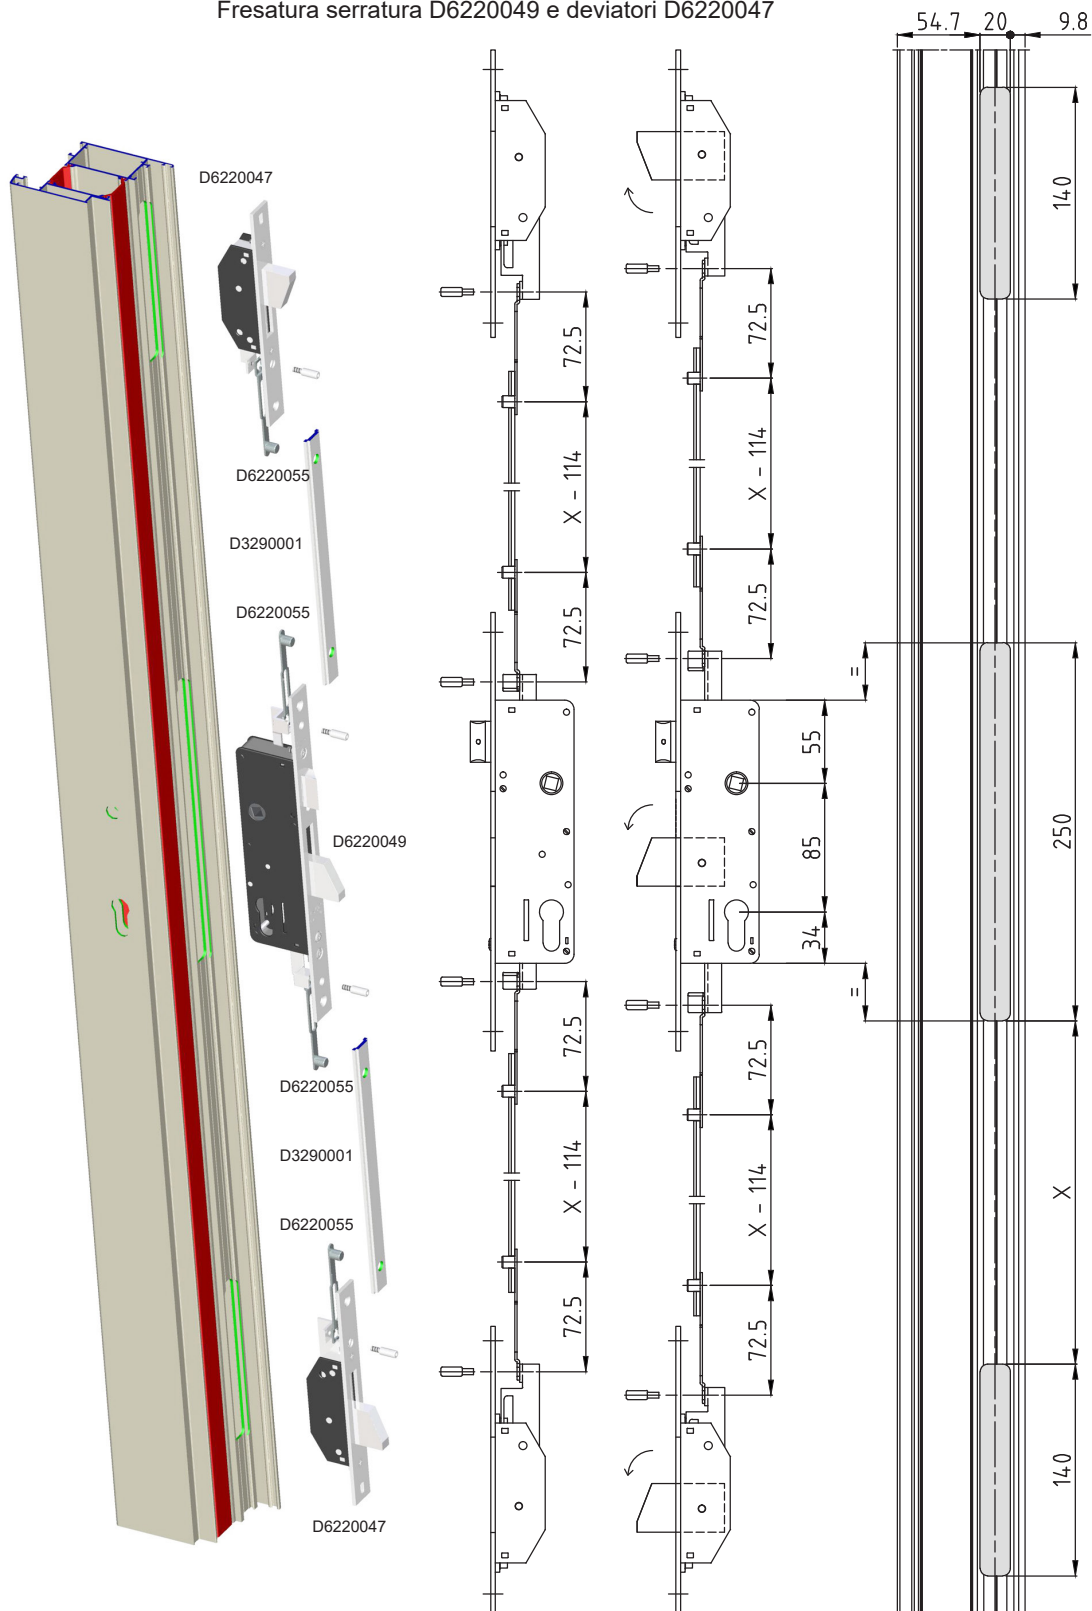 Fresatura serratura D6220049 e deviatori D6220047
54.7 20 9.8
D6220047
D6220055
D3290001
D6220055
D6220049
D6220055
D3290001
D6220055
D6220047
72.5
X - 114
72.5
72.5
X - 114
72.5
72.5
X - 114
72.5
72.5
X - 114
72.5
=
55
85
34
=
140
250
X
140